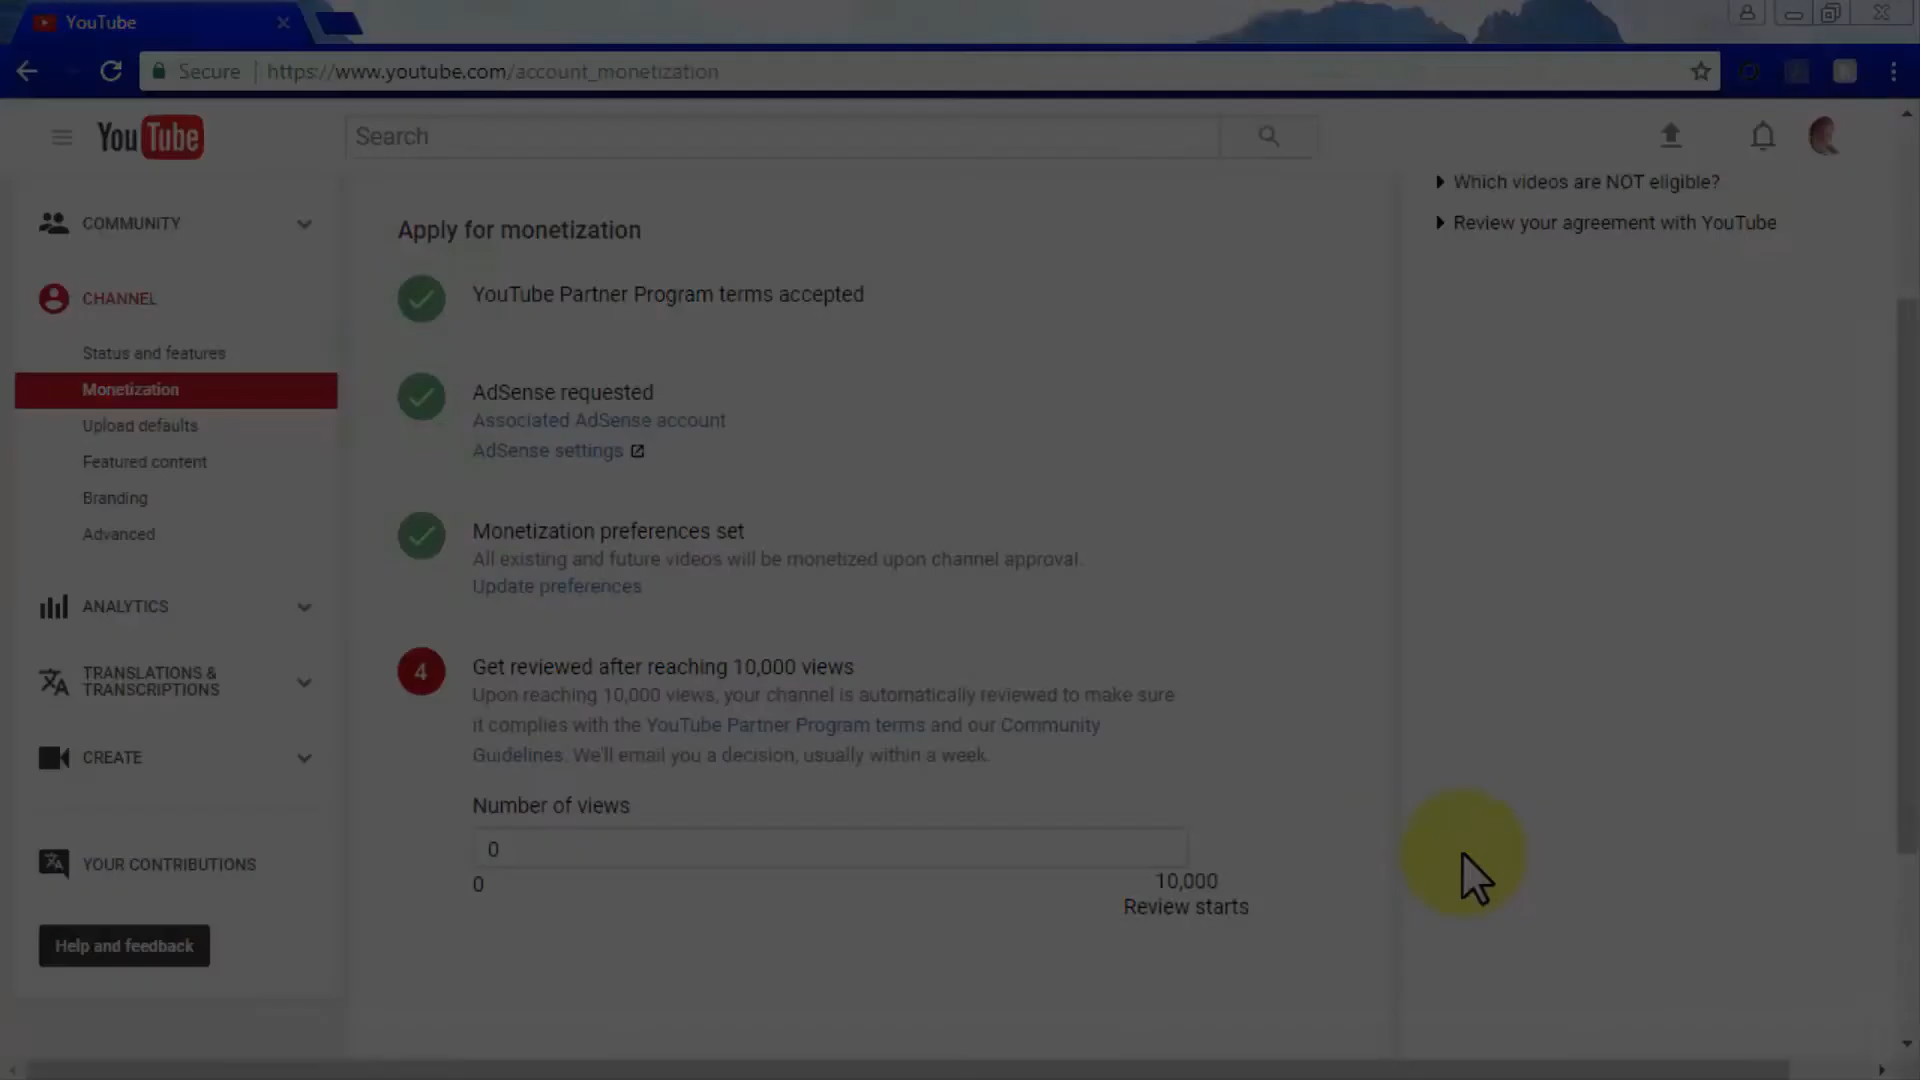 YouTube
Secure https://www.youtube.com/account_monetization
YouTube
Search
COMMUNITY
CHANNEL
Status and features
Monetization
Upload defaults
Featured content
Branding
Advanced
ANALYTICS
TRANSLATIONS &
TRANSCRIPTIONS
CREATE
YOUR CONTRIBUTIONS
Help and feedback
Apply for monetization
YouTube Partner Program terms accepted
AdSense requested
Associated AdSense account
AdSense settings
Monetization preferences set
All existing and future videos will be monetized upon channel approval.
Update preferences
4
Get reviewed after reaching 10,000 views
Upon reaching 10,000 views, your channel is automatically reviewed to make sure
it complies with the YouTube Partner Program terms and our Community
Guidelines. We'll email you a decision, usually within a week.
Number of views
0
0
10,000
Review starts
Which videos are NOT eligible?
Review your agreement with YouTube